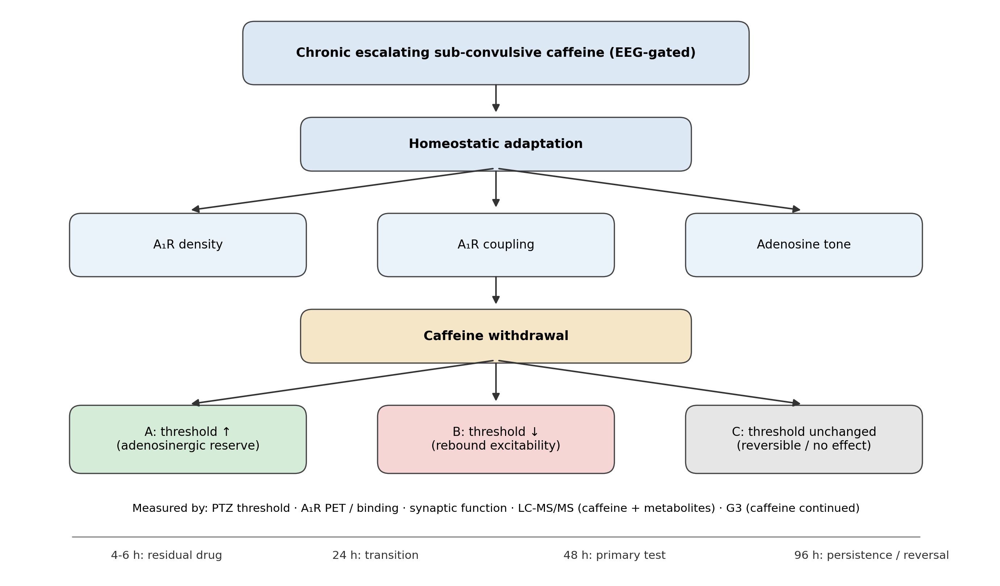 Chronic escalating sub-convulsive caffeine (EEG-gated)
Homeostatic adaptation
A₁R density
A₁R coupling
Adenosine tone
Caffeine withdrawal
A: threshold ↑
(adenosinergic reserve)
B: threshold ↓
(rebound excitability)
C: threshold unchanged
(reversible / no effect)
Measured by: PTZ threshold · A₁R PET / binding · synaptic function · LC-MS/MS (caffeine + metabolites) · G3 (caffeine continued)
4-6 h: residual drug
24 h: transition
48 h: primary test
96 h: persistence / reversal